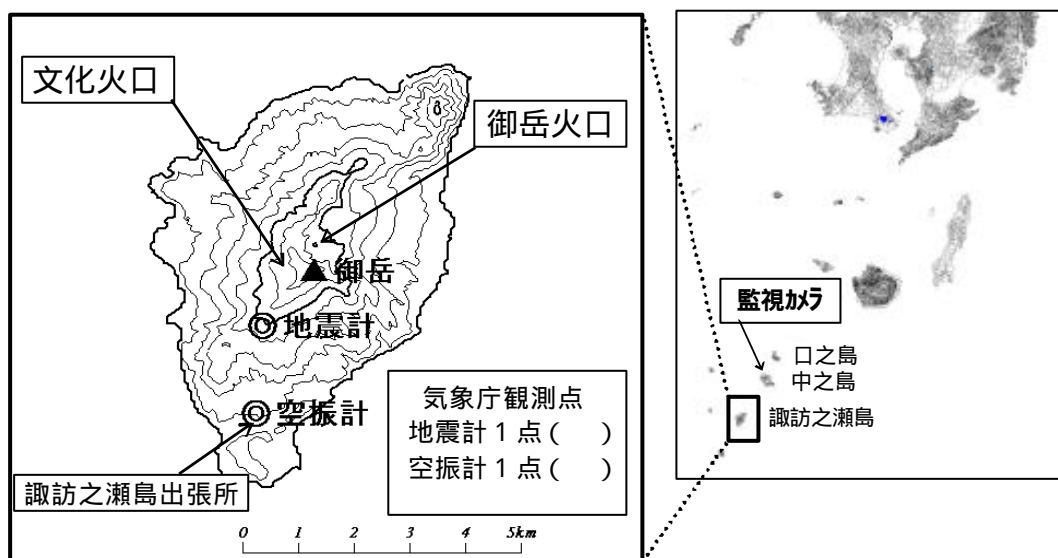 文化火口
御岳火口
御岳
地震計
空振計
諏訪之瀬島出張所
気象庁観測点
地震計1点(　)
空振計1点(　)
0 1 2 3 4 5km
監視カメラ
口之島
中之島
諏訪之瀬島